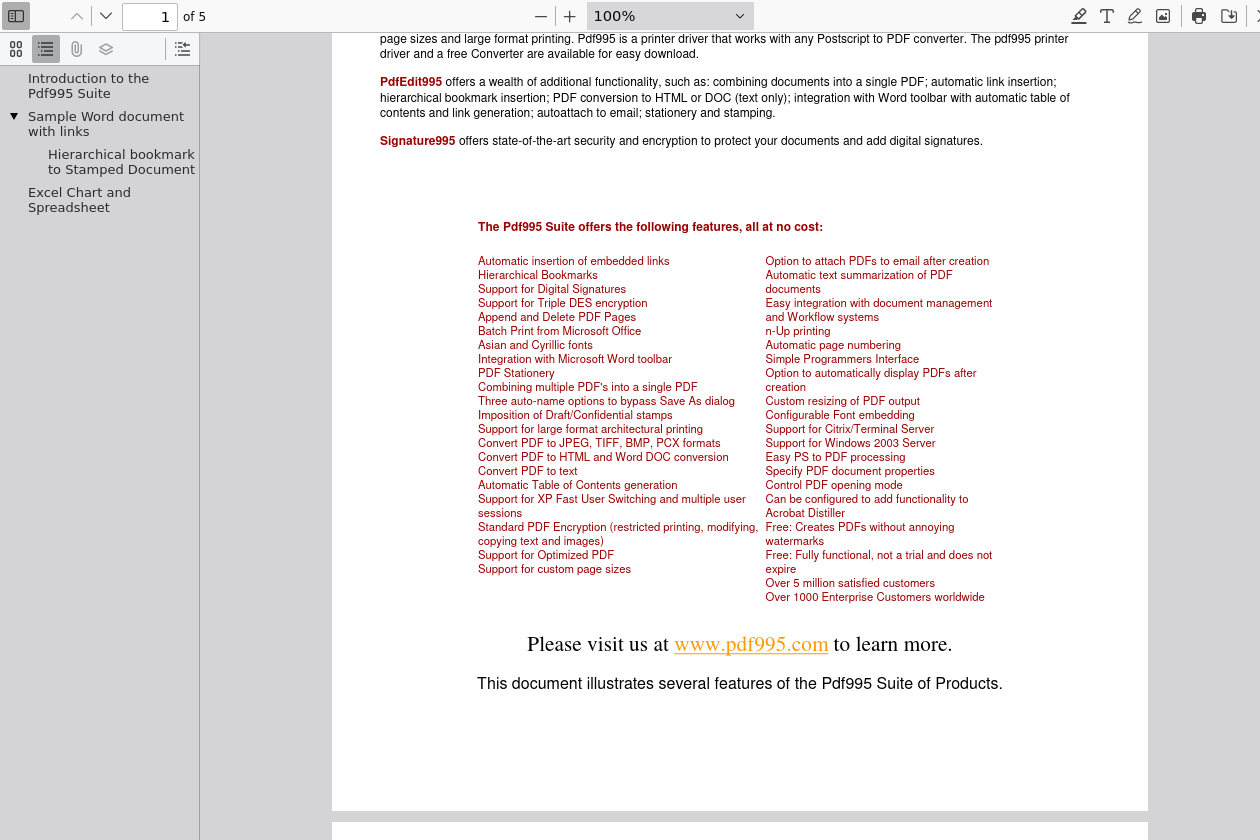 1 of 5
100%
Introduction to the
Pdf995 Suite
Sample Word document
with links
Hierarchical bookmark
to Stamped Document
Excel Chart and
Spreadsheet
page sizes and large format printing. Pdf995 is a printer driver that works with any Postscript to PDF converter. The pdf995 printer
driver and a free Converter are available for easy download.
PdfEdit995 offers a wealth of additional functionality, such as: combining documents into a single PDF; automatic link insertion;
hierarchical bookmark insertion; PDF conversion to HTML or DOC (text only); integration with Word toolbar with automatic table of
contents and link generation; autoattach to email; stationery and stamping.
Signature995 offers state-of-the-art security and encryption to protect your documents and add digital signatures.
The Pdf995 Suite offers the following features, all at no cost:
Automatic insertion of embedded links
Hierarchical Bookmarks
Support for Digital Signatures
Support for Triple DES encryption
Append and Delete PDF Pages
Batch Print from Microsoft Office
Asian and Cyrillic fonts
Integration with Microsoft Word toolbar
PDF Stationery
Combining multiple PDF's into a single PDF
Three auto-name options to bypass Save As dialog
Imposition of Draft/Confidential stamps
Support for large format architectural printing
Convert PDF to JPEG, TIFF, BMP, PCX formats
Convert PDF to HTML and Word DOC conversion
Convert PDF to text
Automatic Table of Contents generation
Support for XP Fast User Switching and multiple user
sessions
Standard PDF Encryption (restricted printing, modifying,
copying text and images)
Support for Optimized PDF
Support for custom page sizes
Option to attach PDFs to email after creation
Automatic text summarization of PDF
documents
Easy integration with document management
and Workflow systems
n-Up printing
Automatic page numbering
Simple Programmers Interface
Option to automatically display PDFs after
creation
Custom resizing of PDF output
Configurable Font embedding
Support for Citrix/Terminal Server
Support for Windows 2003 Server
Easy PS to PDF processing
Specify PDF document properties
Control PDF opening mode
Can be configured to add functionality to
Acrobat Distiller
Free: Creates PDFs without annoying
watermarks
Free: Fully functional, not a trial and does not
expire
Over 5 million satisfied customers
Over 1000 Enterprise Customers worldwide
Please visit us at www.pdf995.com to learn more.
This document illustrates several features of the Pdf995 Suite of Products.